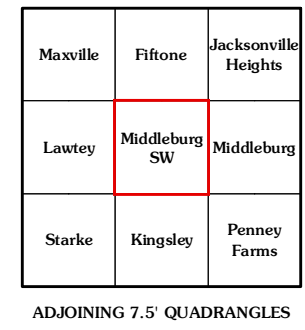 Maxville
Fiftone
Jacksonville
Heights
Lawtey
Middleburg
SW
Middleburg
Starke
Kingsley
Penney
Farms
ADJOINING 7.5' QUADRANGLES